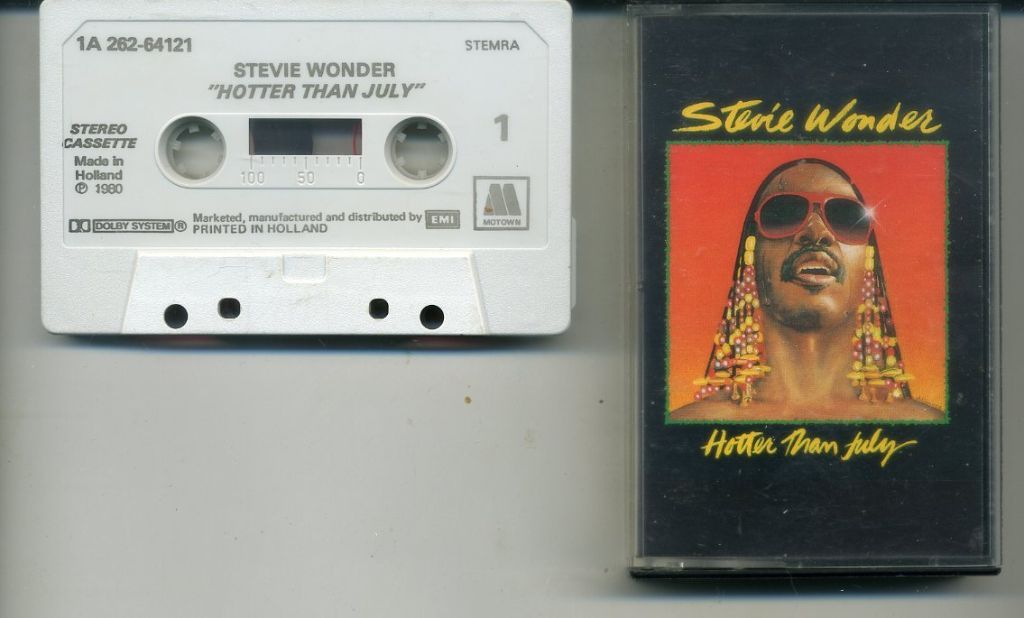 1A 262-64121
STEMRA
STEVIE WONDER
"HOTTER THAN JULY"
STEREO
CASSETTE
Made in
Holland
℗ 1980
1
100 50 0
DOLBY SYSTEM ®
Marketed, manufactured and distributed by EMI
PRINTED IN HOLLAND
MOTOWN
Stevie Wonder
Hotter Than July